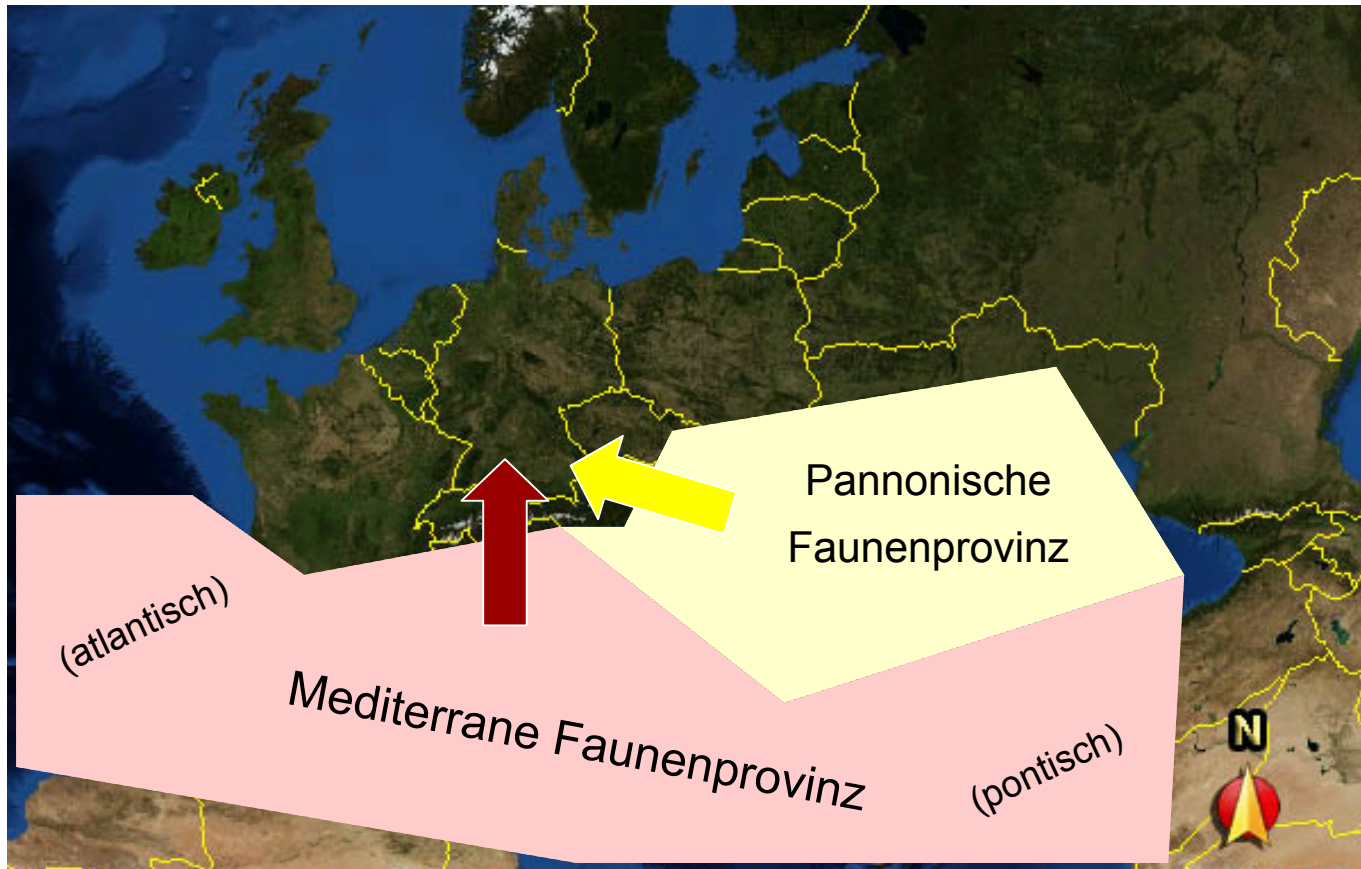 Pannonische
Faunenprovinz
(atlantisch)
Mediterrane Faunenprovinz
(pontisch)
N